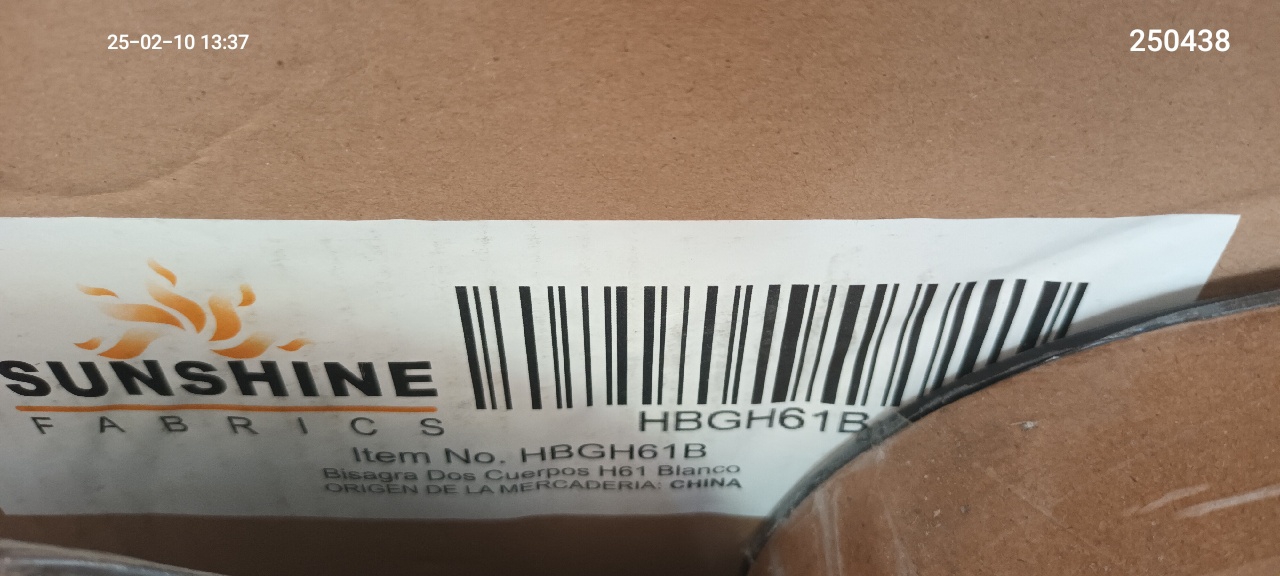 25-02-10 13:37
250438
SUNSHINE
FABRICS
HBGH61B
Item No. HBGH61B
Bisagra Dos Cuerpos H61 Blanco
ORIGEN DE LA MERCADERIA: CHINA